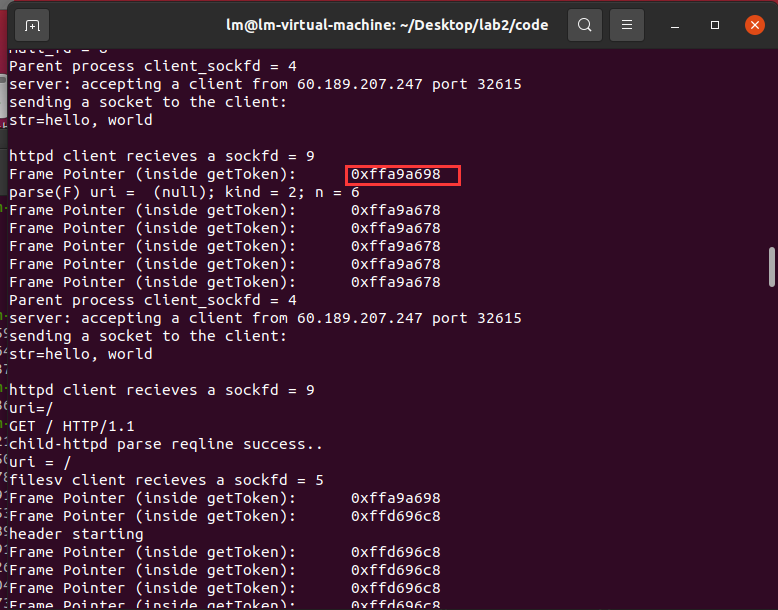 lm@lm-virtual-machine: ~/Desktop/lab2/code
Parent process client_sockfd = 4
server: accepting a client from 60.189.207.247 port 32615
sending a socket to the client:
str=hello, world
httpd client recieves a sockfd = 9
Frame Pointer (inside getToken): 0xffa9a698
parse(F) uri = (null); kind = 2; n = 6
Frame Pointer (inside getToken): 0xffa9a678
Frame Pointer (inside getToken): 0xffa9a678
Frame Pointer (inside getToken): 0xffa9a678
Frame Pointer (inside getToken): 0xffa9a678
Frame Pointer (inside getToken): 0xffa9a678
Parent process client_sockfd = 4
server: accepting a client from 60.189.207.247 port 32615
sending a socket to the client:
str=hello, world
httpd client recieves a sockfd = 9
uri=/
GET / HTTP/1.1
child-httpd parse reqline success..
uri = /
filesv client recieves a sockfd = 5
Frame Pointer (inside getToken): 0xffa9a698
Frame Pointer (inside getToken): 0xffd696c8
header starting
Frame Pointer (inside getToken): 0xffd696c8
Frame Pointer (inside getToken): 0xffd696c8
Frame Pointer (inside getToken): 0xffd696c8
Frame Pointer (inside getToken): 0xffd696c8